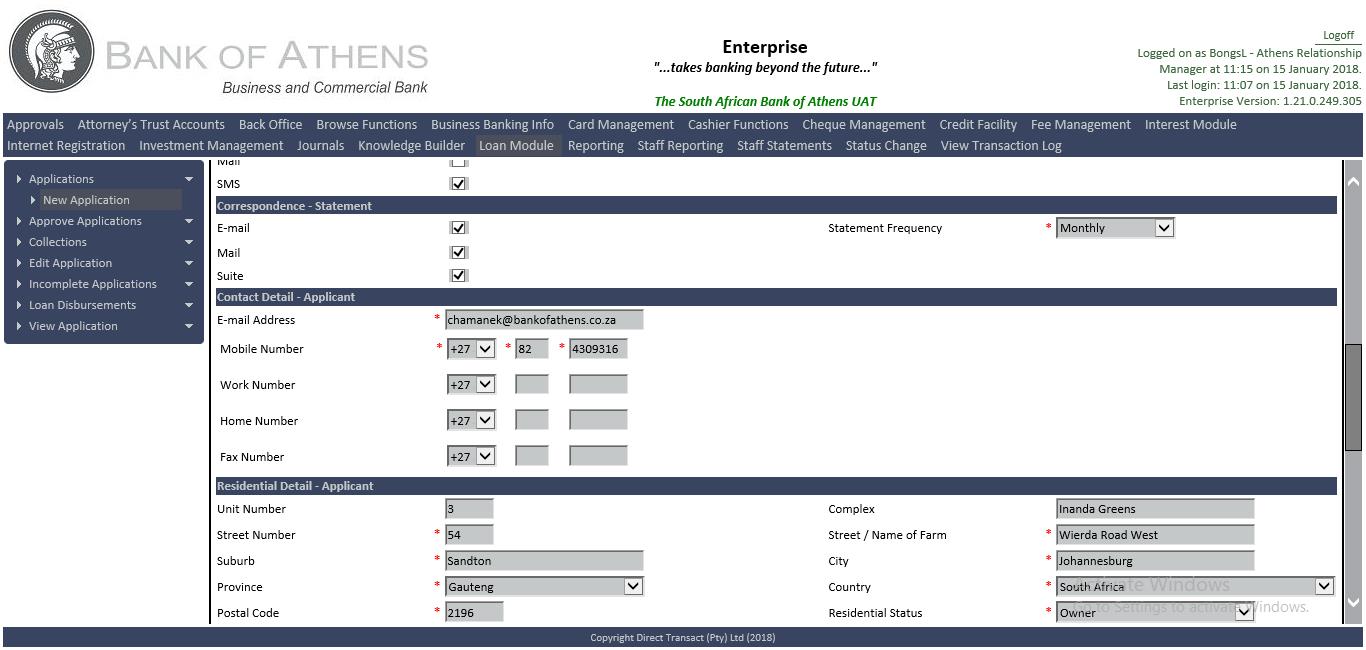 BANK OF ATHENS
Business and Commercial Bank
Enterprise
"...takes banking beyond the future..."
The South African Bank of Athens UAT
Logoff
Logged on as BongsL - Athens Relationship
Manager at 11:15 on 15 January 2018.
Last login: 11:07 on 15 January 2018.
Enterprise Version: 1.21.0.249.305
Approvals Attorney's Trust Accounts Back Office Browse Functions Business Banking Info Card Management Cashier Functions Cheque Management Credit Facility Fee Management Interest Module
Internet Registration Investment Management Journals Knowledge Builder Loan Module Reporting Staff Reporting Staff Statements Status Change View Transaction Log
Applications
New Application
Approve Applications
Collections
Edit Application
Incomplete Applications
Loan Disbursements
View Application
Mail
SMS
Correspondence - Statement
E-mail Statement Frequency * Monthly
Mail
Suite
Contact Detail - Applicant
E-mail Address * chamanek@bankofathens.co.za
Mobile Number * +27 * 82 * 4309316
Work Number +27
Home Number +27
Fax Number +27
Residential Detail - Applicant
Unit Number 3 Complex Inanda Greens
Street Number * 54 Street / Name of Farm * Wierda Road West
Suburb * Sandton City * Johannesburg
Province * Gauteng Country * South Africa
Activate Windows
Postal Code * 2196 Residential Status * Owner
Go to Settings to activate Windows.
Copyright Direct Transact (Pty) Ltd (2018)